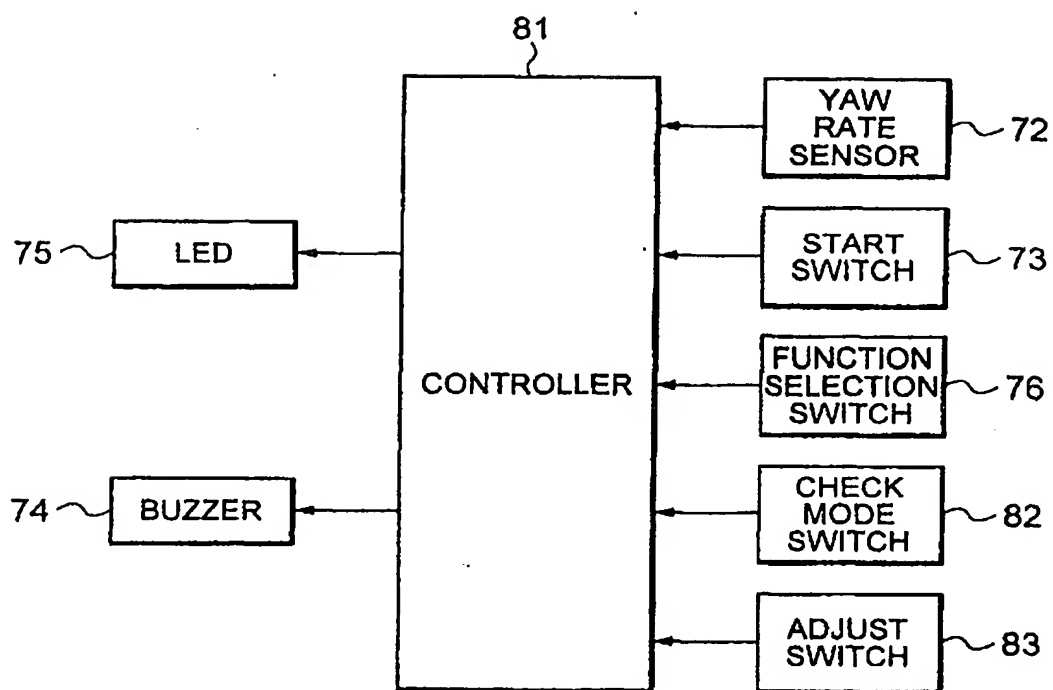 81
YAW
RATE
SENSOR
72
75
LED
START
SWITCH
73
CONTROLLER
FUNCTION
SELECTION
SWITCH
76
74
BUZZER
CHECK
MODE
SWITCH
82
ADJUST
SWITCH
83